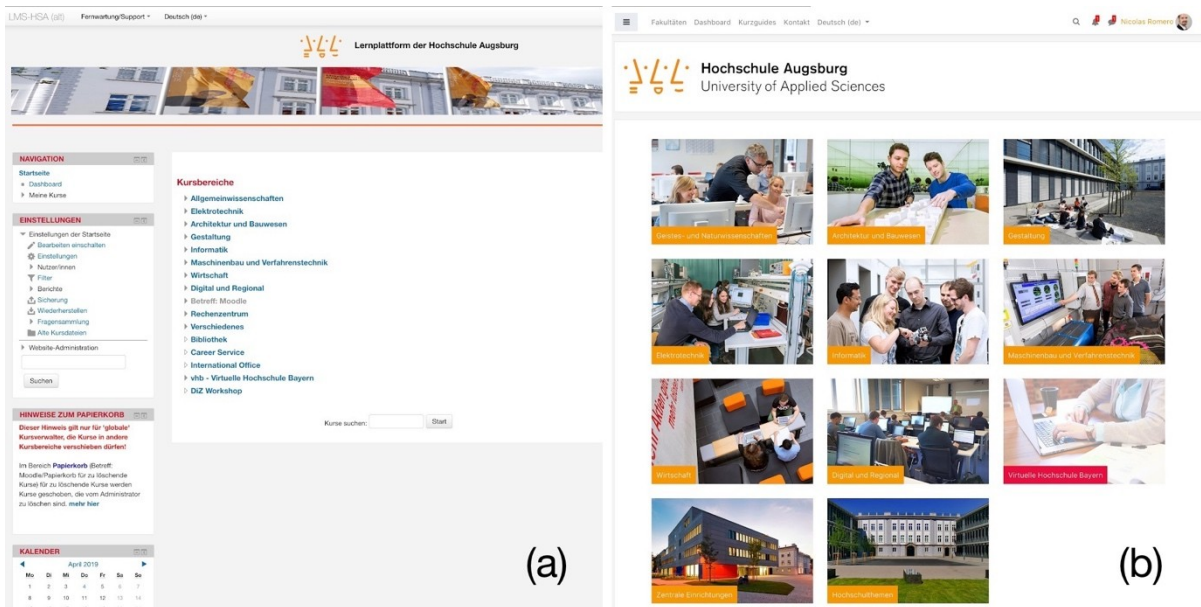 LMS-HSA (alt) Fernwartung/Support Deutsch (de)
Lernplattform der Hochschule Augsburg
NAVIGATION
Startseite
Dashboard
Meine Kurse
EINSTELLUNGEN
Einstellungen der Startseite
Bearbeiten einschalten
Einstellungen
Nutzer/innen
Filter
Berichte
Sicherung
Wiederherstellen
Fragensammlung
Alte Kursdateien
Website-Administration
Suchen
HINWEISE ZUM PAPIERKORB
Dieser Hinweis gilt nur für 'globale'
Kursverwalter, die Kurse in andere
Kursbereiche verschieben dürfen!
Im Bereich Papierkorb (Betreff:
Moodle/Papierkorb für zu löschende
Kurse) für zu löschende Kurse werden
Kurse geschoben, die vom Administrator
zu löschen sind. mehr hier
KALENDER
April 2019
Mo Di Mi Do Fr Sa So
1 2 3 4 5 6 7
8 9 10 11 12 13 14
Kursbereiche
Allgemeinwissenschaften
Elektrotechnik
Architektur und Bauwesen
Gestaltung
Informatik
Maschinenbau und Verfahrenstechnik
Wirtschaft
Digital und Regional
Betreff: Moodle
Rechenzentrum
Verschiedenes
Bibliothek
Career Service
International Office
vhb - Virtuelle Hochschule Bayern
DiZ Workshop
Kurse suchen: Start
(a)
Fakultäten Dashboard Kurzguides Kontakt Deutsch (de) Nicolas Romero
Hochschule Augsburg
University of Applied Sciences
Geistes- und Naturwissenschaften Architektur und Bauwesen Gestaltung
Elektrotechnik Informatik Maschinenbau und Verfahrenstechnik
Wirtschaft Digital und Regional Virtuelle Hochschule Bayern
Zentrale Einrichtungen Hochschulthemen
(b)